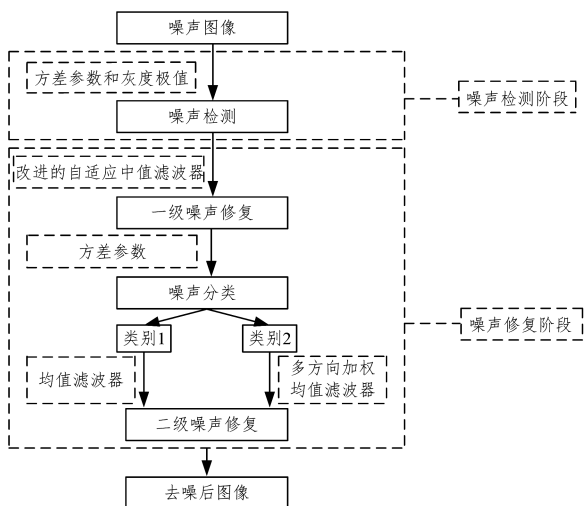 噪声图像
方差参数和灰度极值
噪声检测阶段
噪声检测
改进的自适应中值滤波器
一级噪声修复
方差参数
噪声分类
噪声修复阶段
类别1
类别2
均值滤波器
多方向加权
均值滤波器
二级噪声修复
去噪后图像